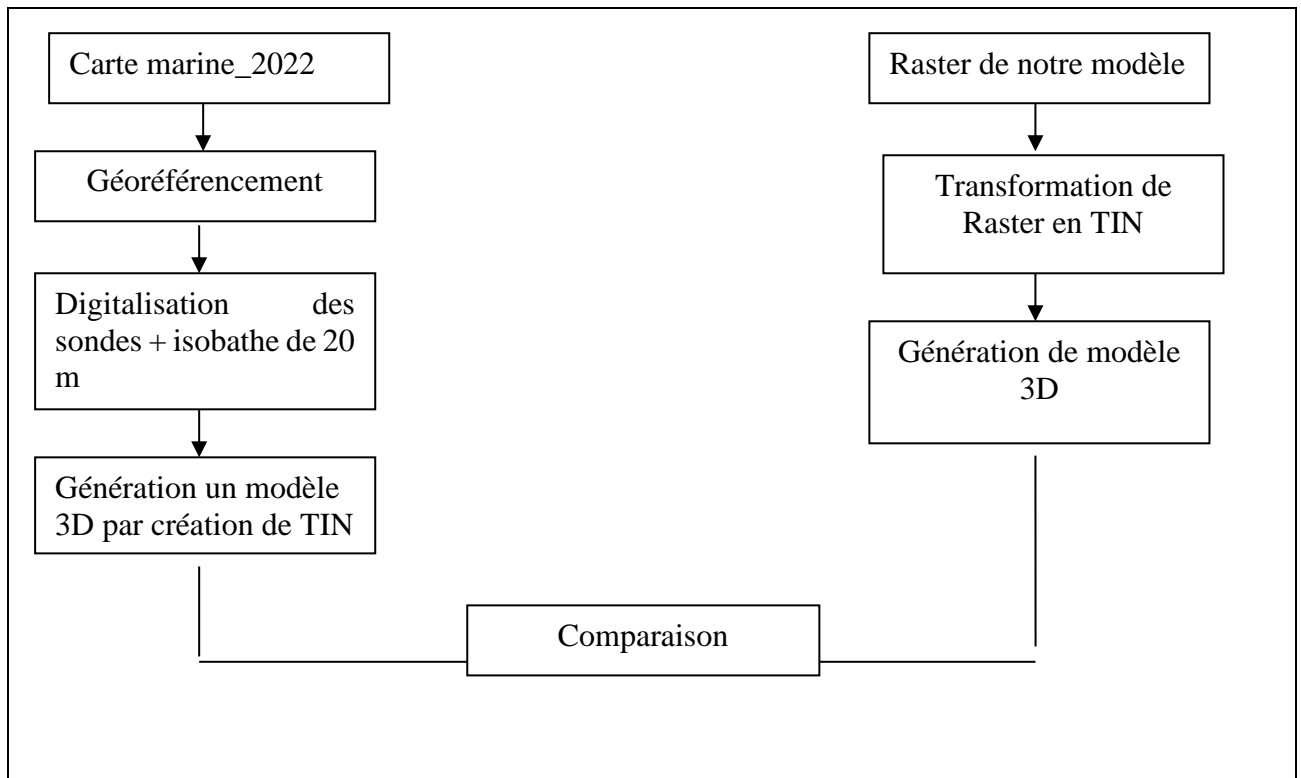 Carte marine_2022
Géoréférencement
Digitalisation des
sondes + isobathe de 20
m
Génération un modèle
3D par création de TIN
Raster de notre modèle
Transformation de
Raster en TIN
Génération de modèle
3D
Comparaison